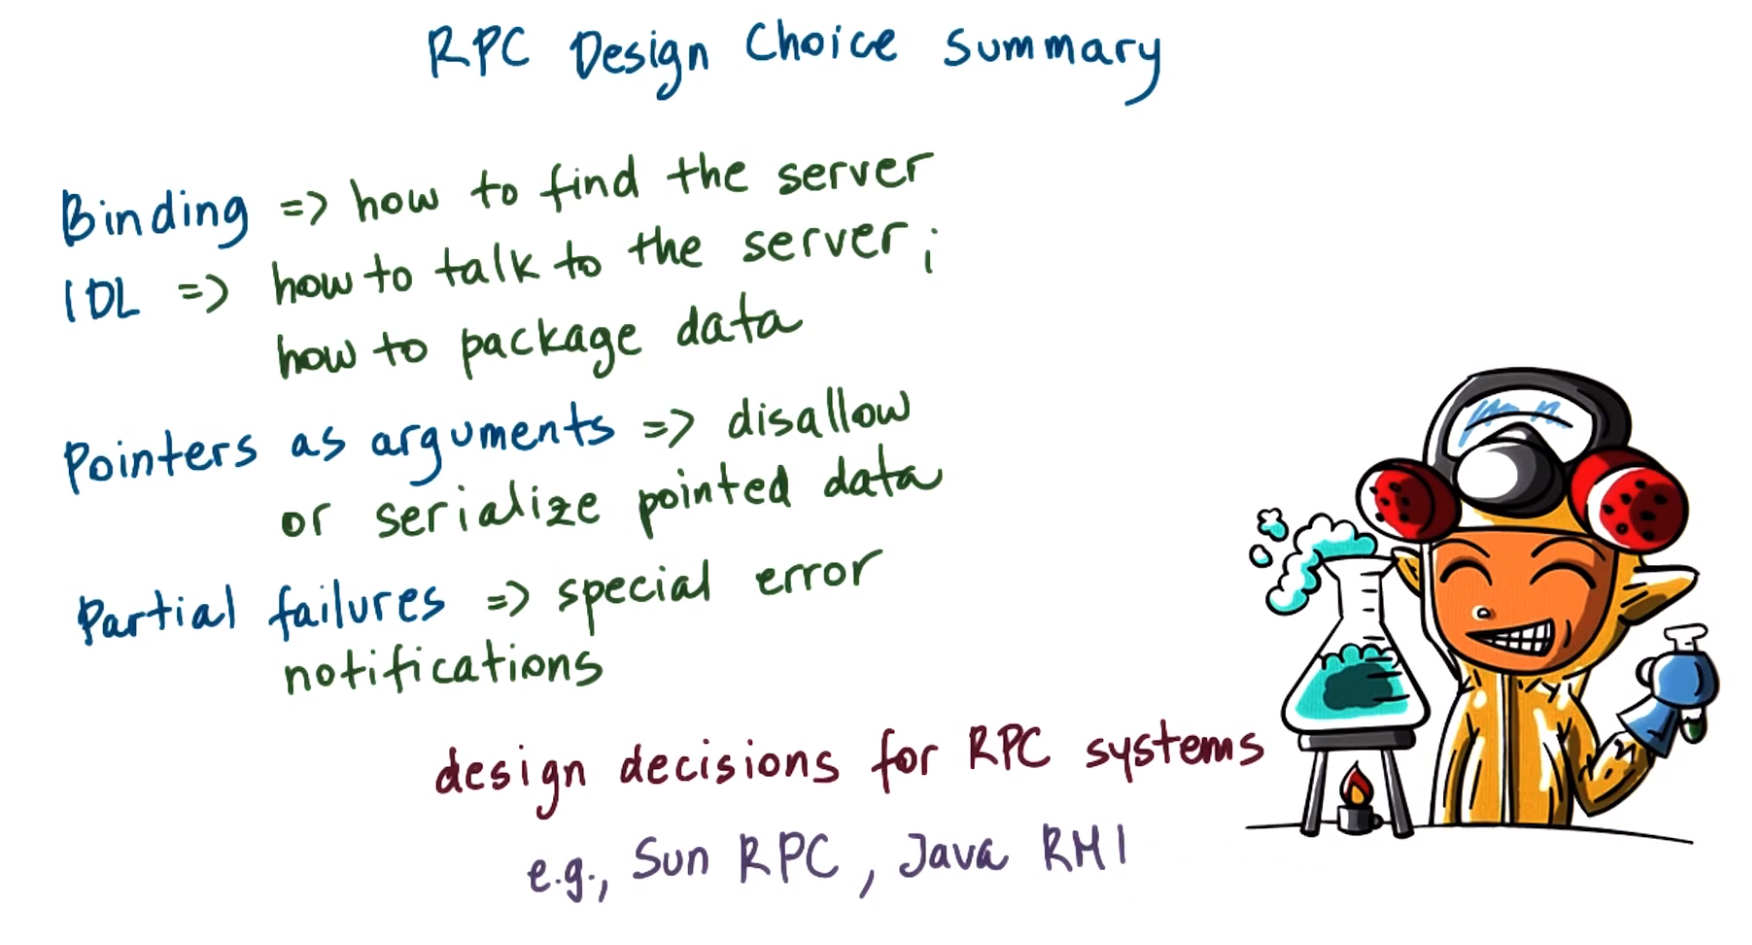 RPC Design Choice Summary
Binding => how to find the server
IDL => how to talk to the server;
how to package data
Pointers as arguments => disallow
or serialize pointed data
Partial failures => special error
notifications
design decisions for RPC systems
e.g., Sun RPC, Java RMI